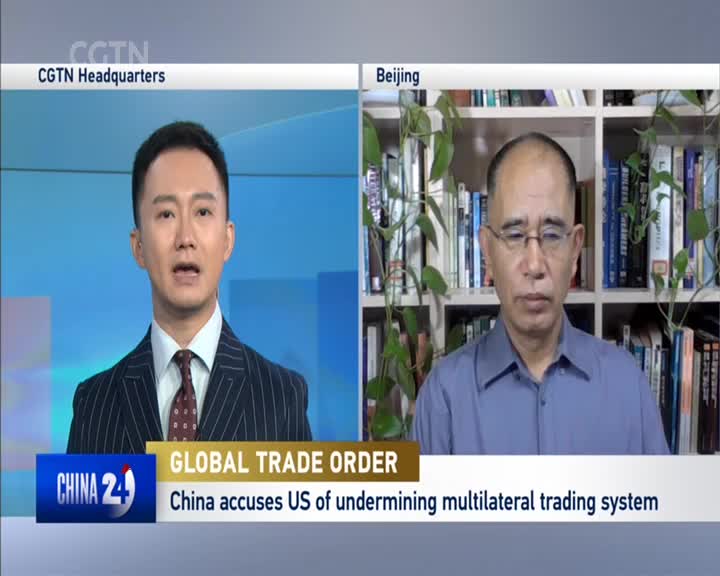 CGTN
CGTN Headquarters
Beijing
GLOBAL TRADE ORDER
CHINA 24
China accuses US of undermining multilateral trading system